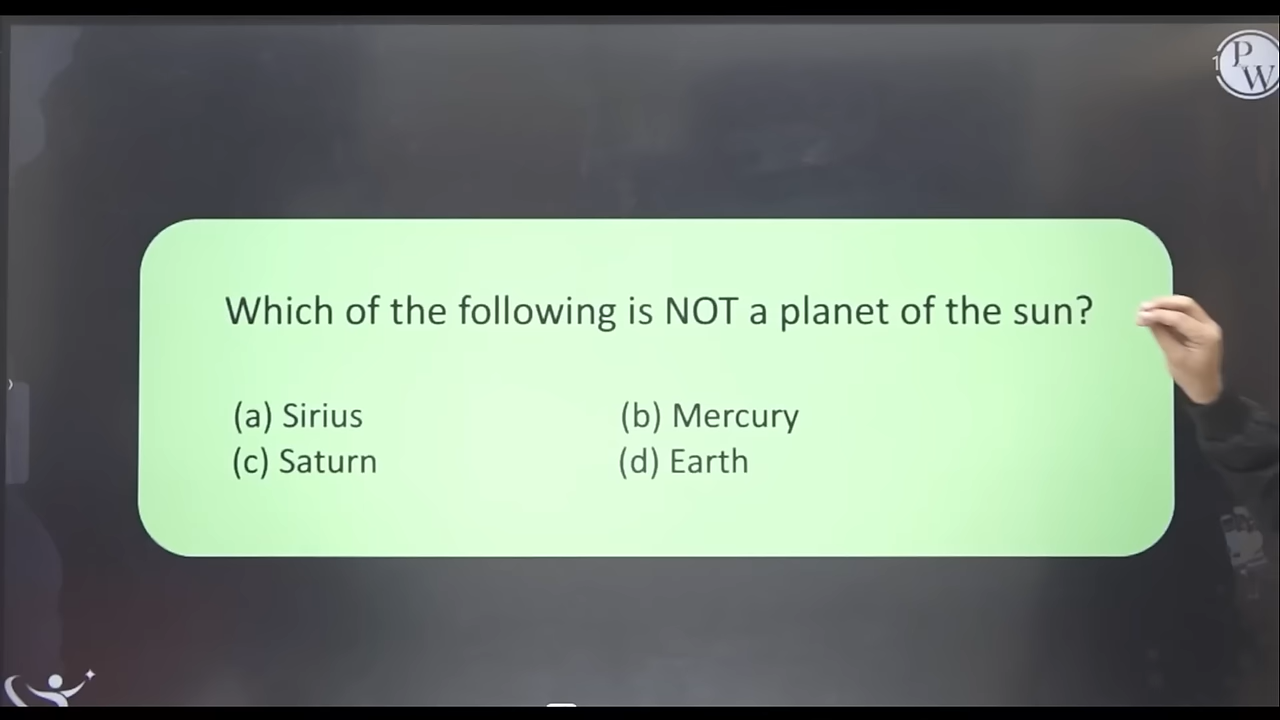 P
W
Which of the following is NOT a planet of the sun?
(a) Sirius (b) Mercury
(c) Saturn (d) Earth